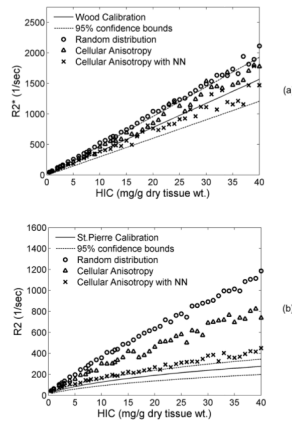 2500
2000
1500
1000
500
0
R2* (1/sec)
Wood Calibration
95% confidence bounds
Random distribution
Cellular Anisotropy
Cellular Anisotropy with NN
0 5 10 15 20 25 30 35 40
HIC (mg/g dry tissue wt.)
(a
1600
1400
1200
1000
800
600
400
200
0
R2 (1/sec)
St.Pierre Calibration
95% confidence bounds
Random distribution
Cellular Anisotropy
Cellular Anisotropy with NN
0 5 10 15 20 25 30 35 40
HIC (mg/g dry tissue wt.)
(b)